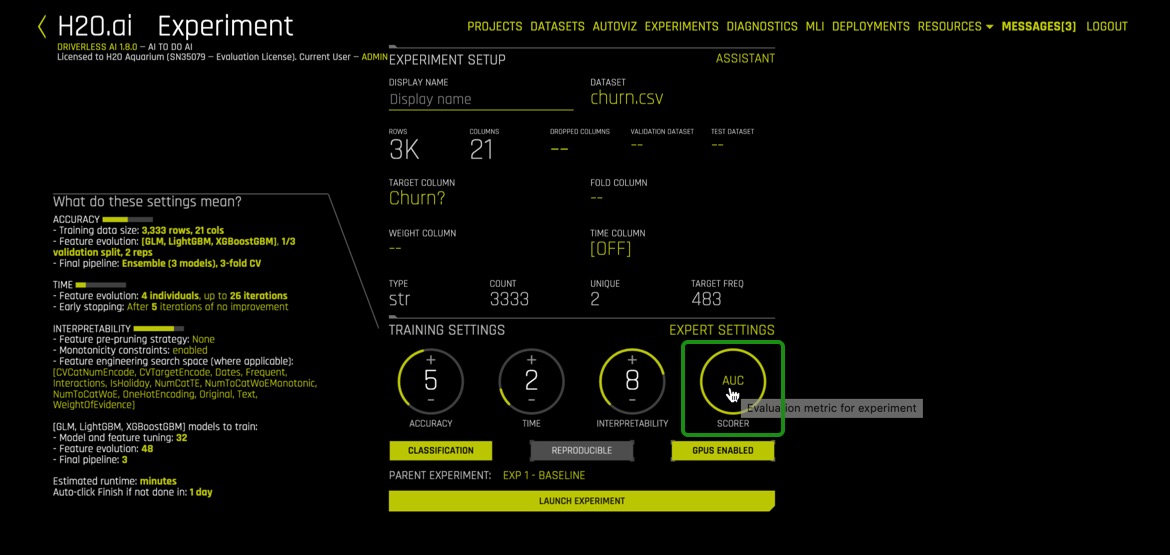 H2O.ai Experiment
DRIVERLESS AI 1.8.0 – AI TO DO AI
Licensed to H2O Aquarium (SN35079 – Evaluation License). Current User – ADMIN
PROJECTS DATASETS AUTOVIZ EXPERIMENTS DIAGNOSTICS MLI DEPLOYMENTS RESOURCES MESSAGES[3] LOGOUT
EXPERIMENT SETUP ASSISTANT
DISPLAY NAME DATASET
Display name churn.csv
ROWS COLUMNS DROPPED COLUMNS VALIDATION DATASET TEST DATASET
3K 21 -- -- --
TARGET COLUMN FOLD COLUMN
Churn? --
WEIGHT COLUMN TIME COLUMN
-- [OFF]
TYPE COUNT UNIQUE TARGET FREQ
str 3333 2 483
What do these settings mean?
ACCURACY
- Training data size: 3,333 rows, 21 cols
- Feature evolution: [GLM, LightGBM, XGBoostGBM], 1/3
validation split, 2 reps
- Final pipeline: Ensemble (3 models), 3-fold CV
TIME
- Feature evolution: 4 individuals, up to 26 iterations
- Early stopping: After 5 iterations of no improvement
INTERPRETABILITY
- Feature pre-pruning strategy: None
- Monotonicity constraints: enabled
- Feature engineering search space (where applicable):
[CVCatNumEncode, CVTargetEncode, Dates, Frequent,
Interactions, IsHoliday, NumCatTE, NumToCatWoEMonotonic,
NumToCatWoE, OneHotEncoding, Original, Text,
WeightOfEvidence]
[GLM, LightGBM, XGBoostGBM] models to train:
- Model and feature tuning: 32
- Feature evolution: 48
- Final pipeline: 3
Estimated runtime: minutes
Auto-click Finish if not done in: 1 day
TRAINING SETTINGS EXPERT SETTINGS
+ + +
5 2 8 AUC
- - -
Evaluation metric for experiment
ACCURACY TIME INTERPRETABILITY SCORER
CLASSIFICATION REPRODUCIBLE GPUS ENABLED
PARENT EXPERIMENT: EXP 1 - BASELINE
LAUNCH EXPERIMENT